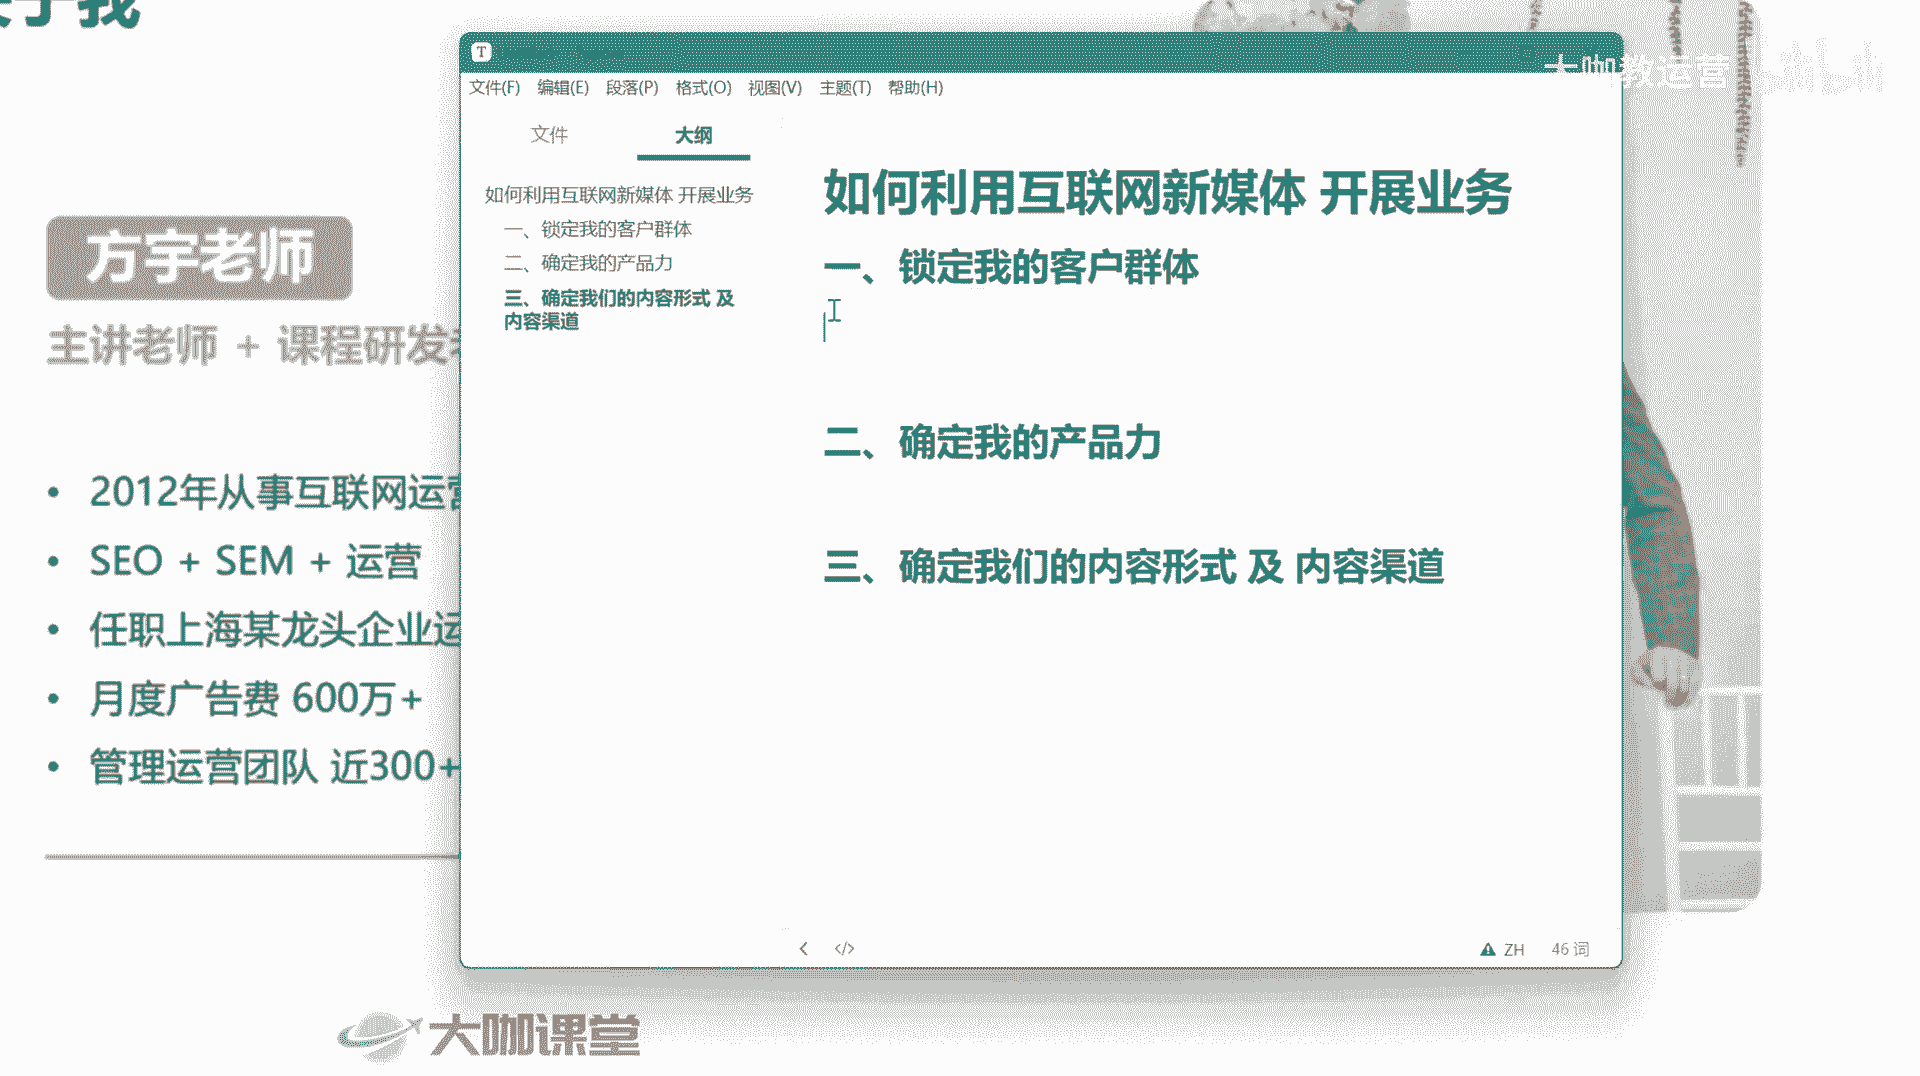 关于我
方宇老师
主讲老师 + 课程研发
2012年从事互联网运营
SEO + SEM + 运营
任职上海某龙头企业运
月度广告费 600万+
管理运营团队 近300+
大咖课堂
T
文件(F) 编辑(E) 段落(P) 格式(O) 视图(V) 主题(T) 帮助(H)
文件 大纲
如何利用互联网新媒体 开展业务
一、锁定我的客户群体
二、确定我的产品力
三、确定我们的内容形式 及
内容渠道
如何利用互联网新媒体 开展业务
一、锁定我的客户群体
二、确定我的产品力
三、确定我们的内容形式 及 内容渠道
</> ZH 46 词
大咖教运营 bilibili